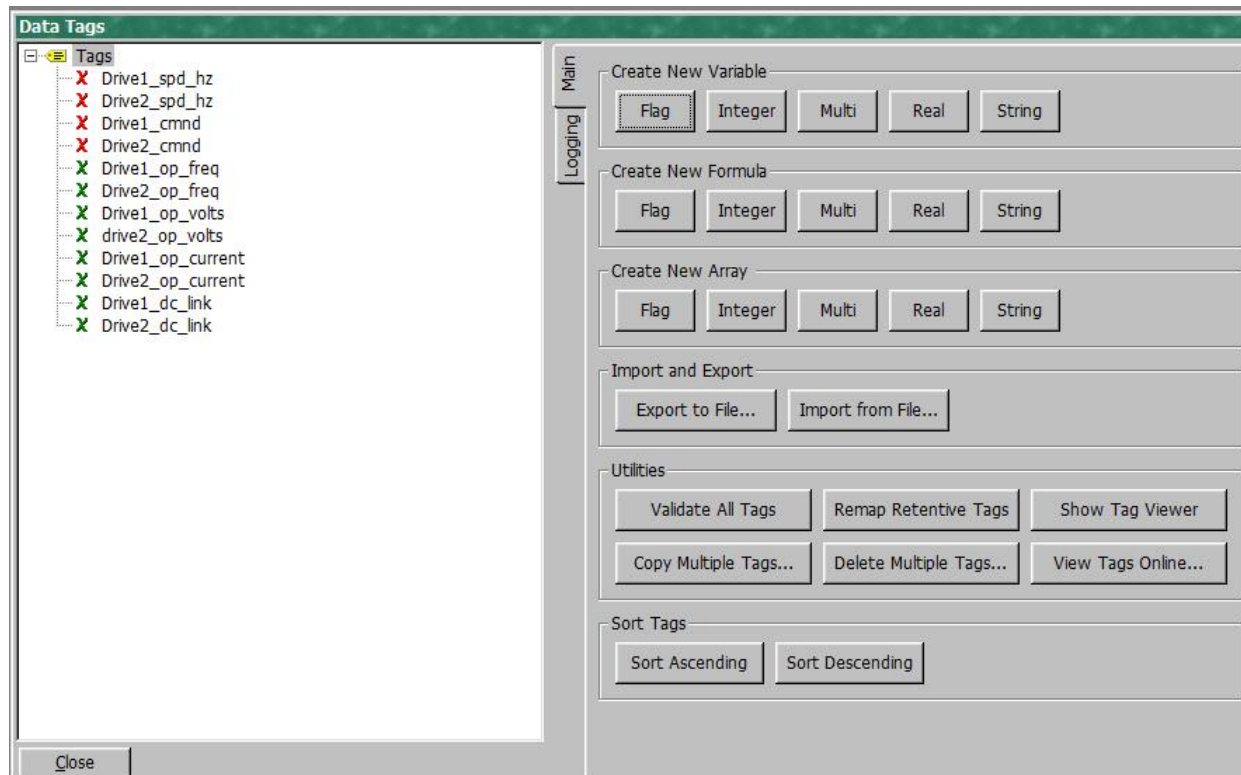 Data Tags
Tags
Drive1_spd_hz
Drive2_spd_hz
Drive1_cmnd
Drive2_cmnd
Drive1_op_freq
Drive2_op_freq
Drive1_op_volts
drive2_op_volts
Drive1_op_current
Drive2_op_current
Drive1_dc_link
Drive2_dc_link
Close
Main
Logging
Create New Variable
Flag Integer Multi Real String
Create New Formula
Flag Integer Multi Real String
Create New Array
Flag Integer Multi Real String
Import and Export
Export to File... Import from File...
Utilities
Validate All Tags Remap Retentive Tags Show Tag Viewer
Copy Multiple Tags... Delete Multiple Tags... View Tags Online...
Sort Tags
Sort Ascending Sort Descending